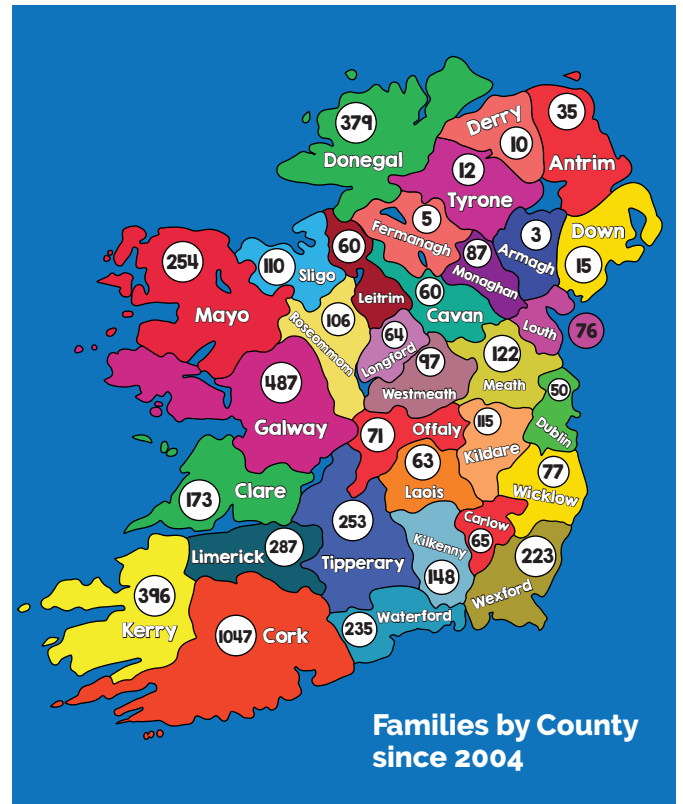 35
Antrim
Derry
10
379
Donegal
12
Tyrone
5
Fermanagh
3
Armagh
Down
15
87
Monaghan
60
Leitrim
110
Sligo
254
Mayo
60
Cavan
Louth
76
106
Roscommom
64
Longford
97
Westmeath
122
Meath
50
Dublin
487
Galway
71
Offaly
115
Kildare
63
Laois
77
Wicklow
173
Clare
253
Tipperary
Limerick
287
Kilkenny
148
Carlow
65
223
Wexford
396
Kerry
1047
Cork
235
Waterford
Families by County
since 2004